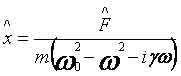 x̂ = F̂ / m(ω₀² − ω² − iγω)